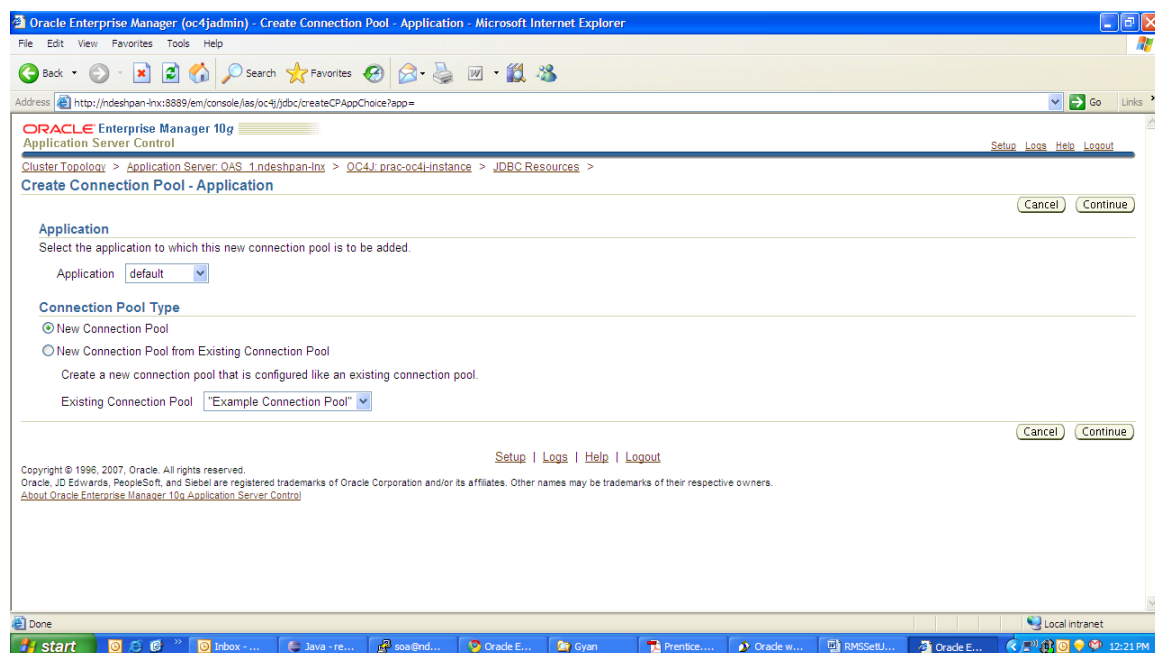 Oracle Enterprise Manager (oc4jadmin) - Create Connection Pool - Application - Microsoft Internet Explorer
File Edit View Favorites Tools Help
Back Search Favorites
Address http://ndeshpan-lnx:8889/em/console/ias/oc4j/jdbc/createCPAppChoice?app= Go Links
ORACLE Enterprise Manager 10g
Application Server Control
Setup Logs Help Logout
Cluster Topology > Application Server: OAS_1.ndeshpan-lnx > OC4J: prac-oc4j-instance > JDBC Resources >
Create Connection Pool - Application
Cancel Continue
Application
Select the application to which this new connection pool is to be added.
Application default
Connection Pool Type
New Connection Pool
New Connection Pool from Existing Connection Pool
Create a new connection pool that is configured like an existing connection pool.
Existing Connection Pool "Example Connection Pool"
Cancel Continue
Setup | Logs | Help | Logout
Copyright © 1996, 2007, Oracle. All rights reserved.
Oracle, JD Edwards, PeopleSoft, and Siebel are registered trademarks of Oracle Corporation and/or its affiliates. Other names may be trademarks of their respective owners.
About Oracle Enterprise Manager 10g Application Server Control
Done Local intranet
start Inbox - ... Java - re... soa@nd... Oracle E... Gyan Prentice.... Oracle w... RMSSetU... Oracle E... 12:21 PM